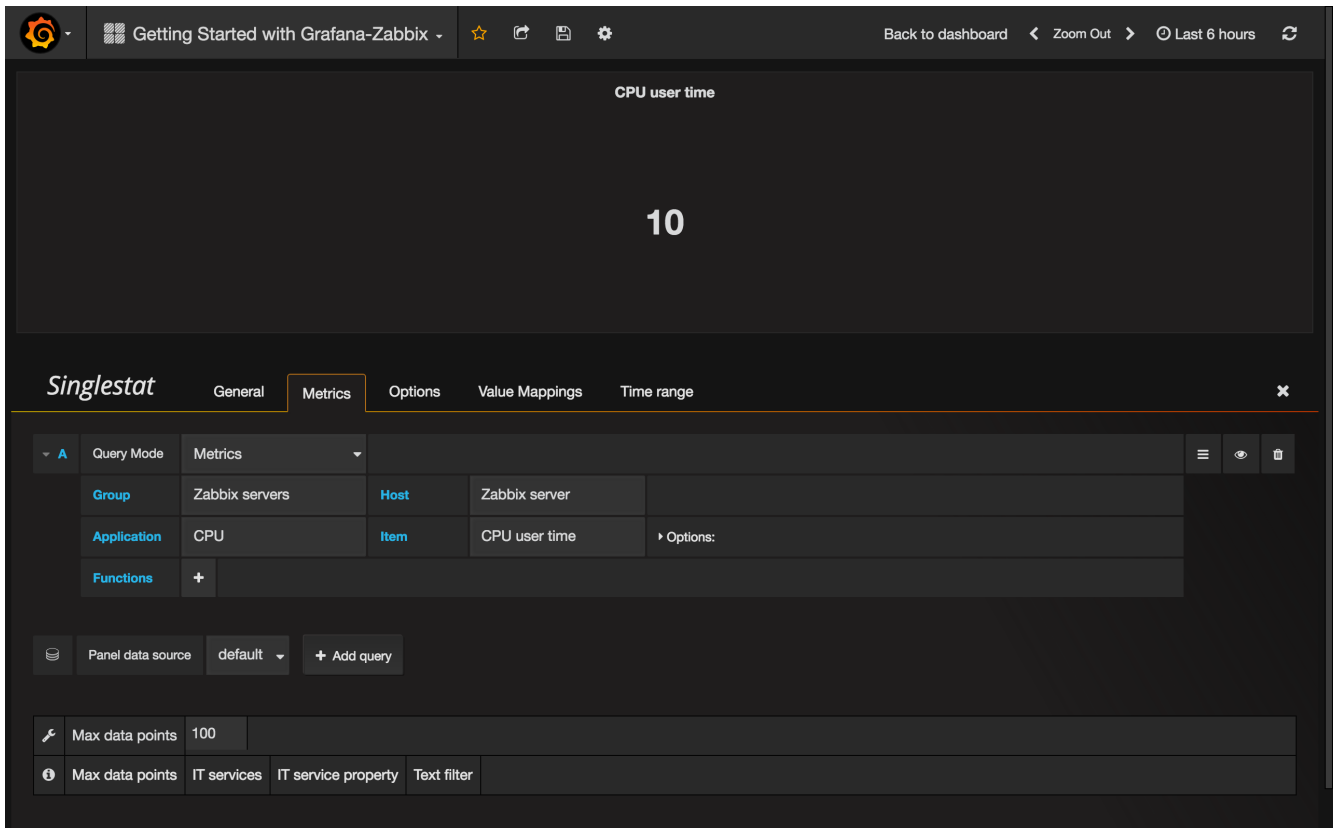 Getting Started with Grafana-Zabbix Back to dashboard Zoom Out Last 6 hours
CPU user time
10
Singlestat General Metrics Options Value Mappings Time range
A Query Mode Metrics
Group Zabbix servers Host Zabbix server
Application CPU Item CPU user time Options:
Functions +
Panel data source default + Add query
Max data points 100
Max data points IT services IT service property Text filter